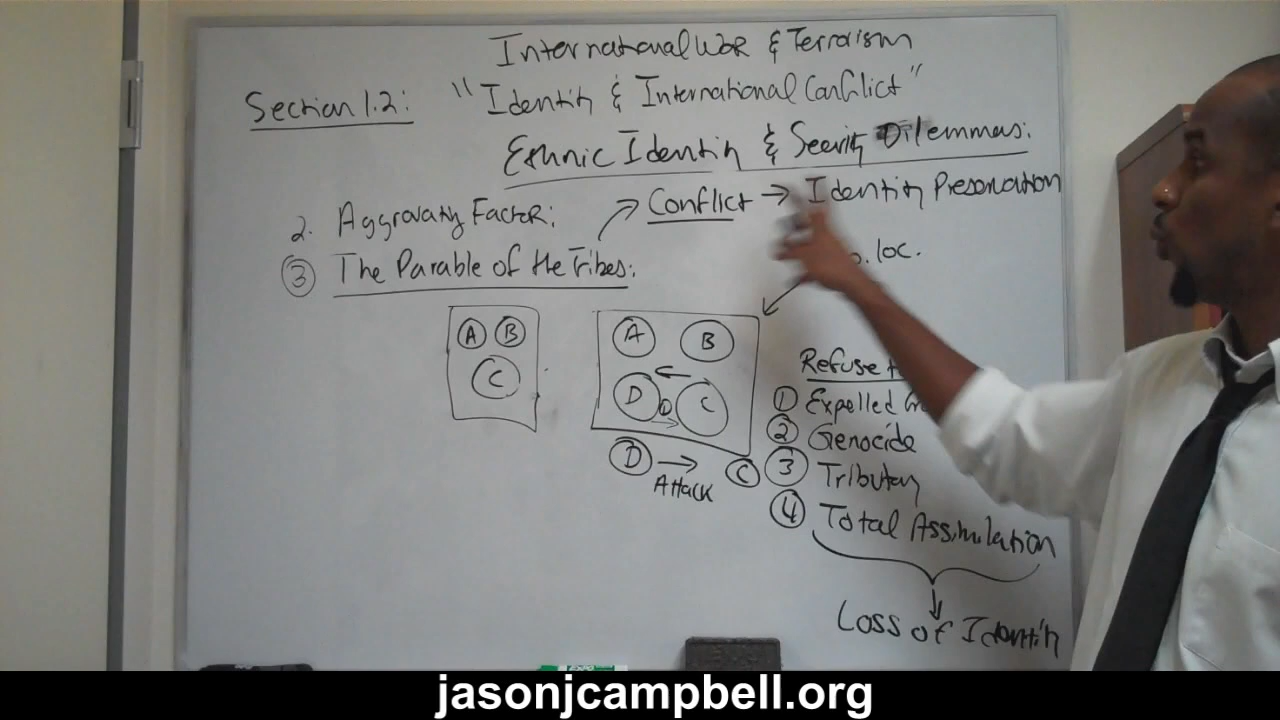 International War & Terrorism
Section 1.2: "Identity & International Conflict"
Ethnic Identity & Security Dilemmas:
2. Aggravating Factor:
Conflict → Identity Preservation
3 The Parable of the Tribes:
loc.
A B
C
A B
D D C
D → C
Attack
Refuse
1 Expelled
2 Genocide
3 Tributary
4 Total Assimilation
Loss of Identity
jasonjcampbell.org